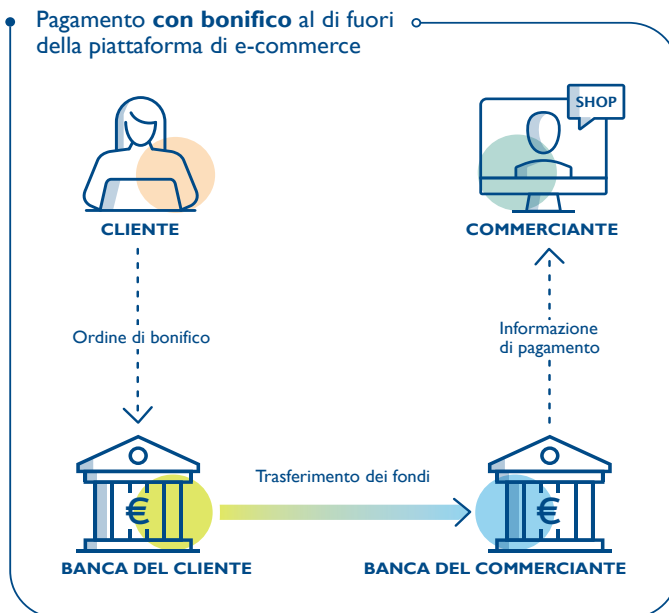 Pagamento con bonifico al di fuori
della piattaforma di e-commerce
SHOP
CLIENTE
COMMERCIANTE
Ordine di bonifico
Informazione
di pagamento
Trasferimento dei fondi
€
€
BANCA DEL CLIENTE
BANCA DEL COMMERCIANTE